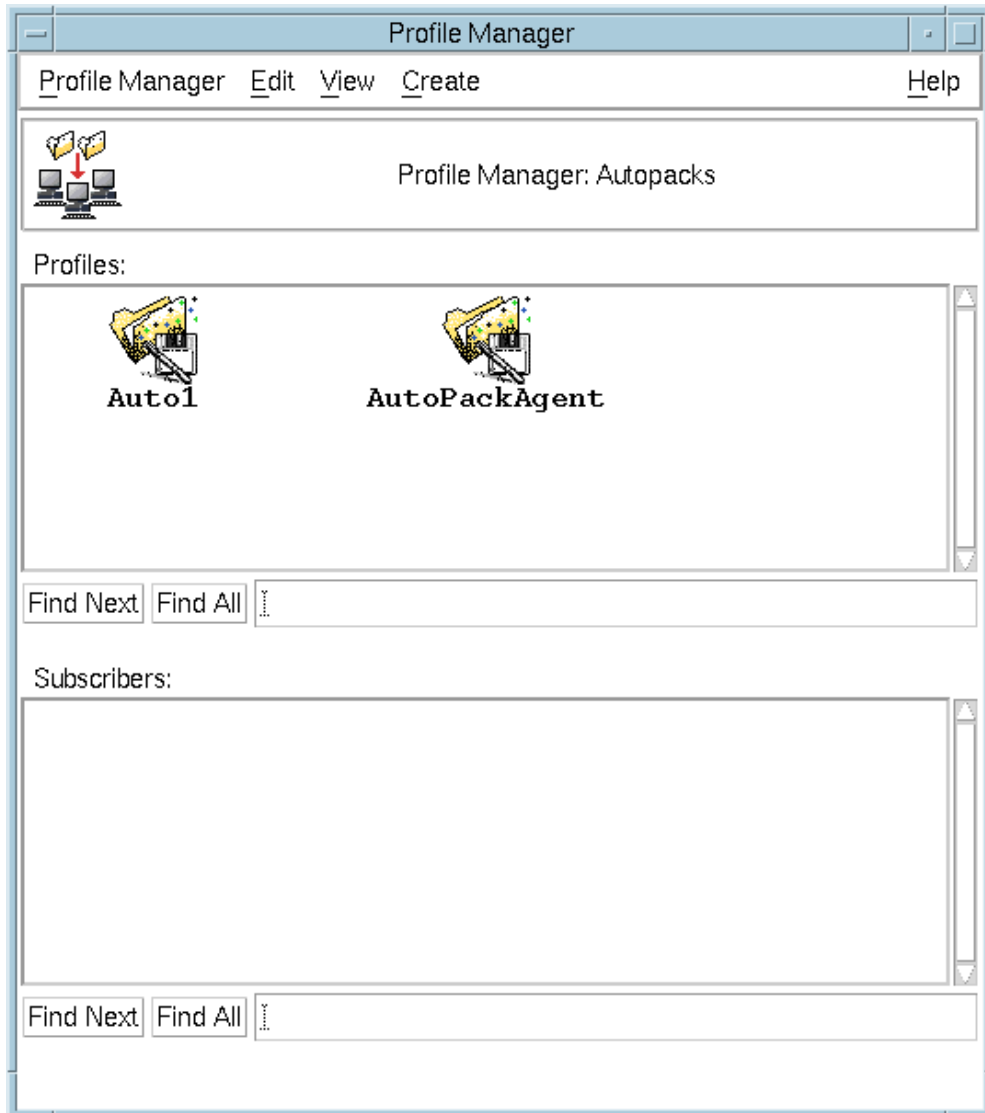 Profile Manager
Profile Manager Edit View Create Help
Profile Manager: Autopacks
Profiles:
Auto1 AutoPackAgent
Find Next Find All
Subscribers:
Find Next Find All